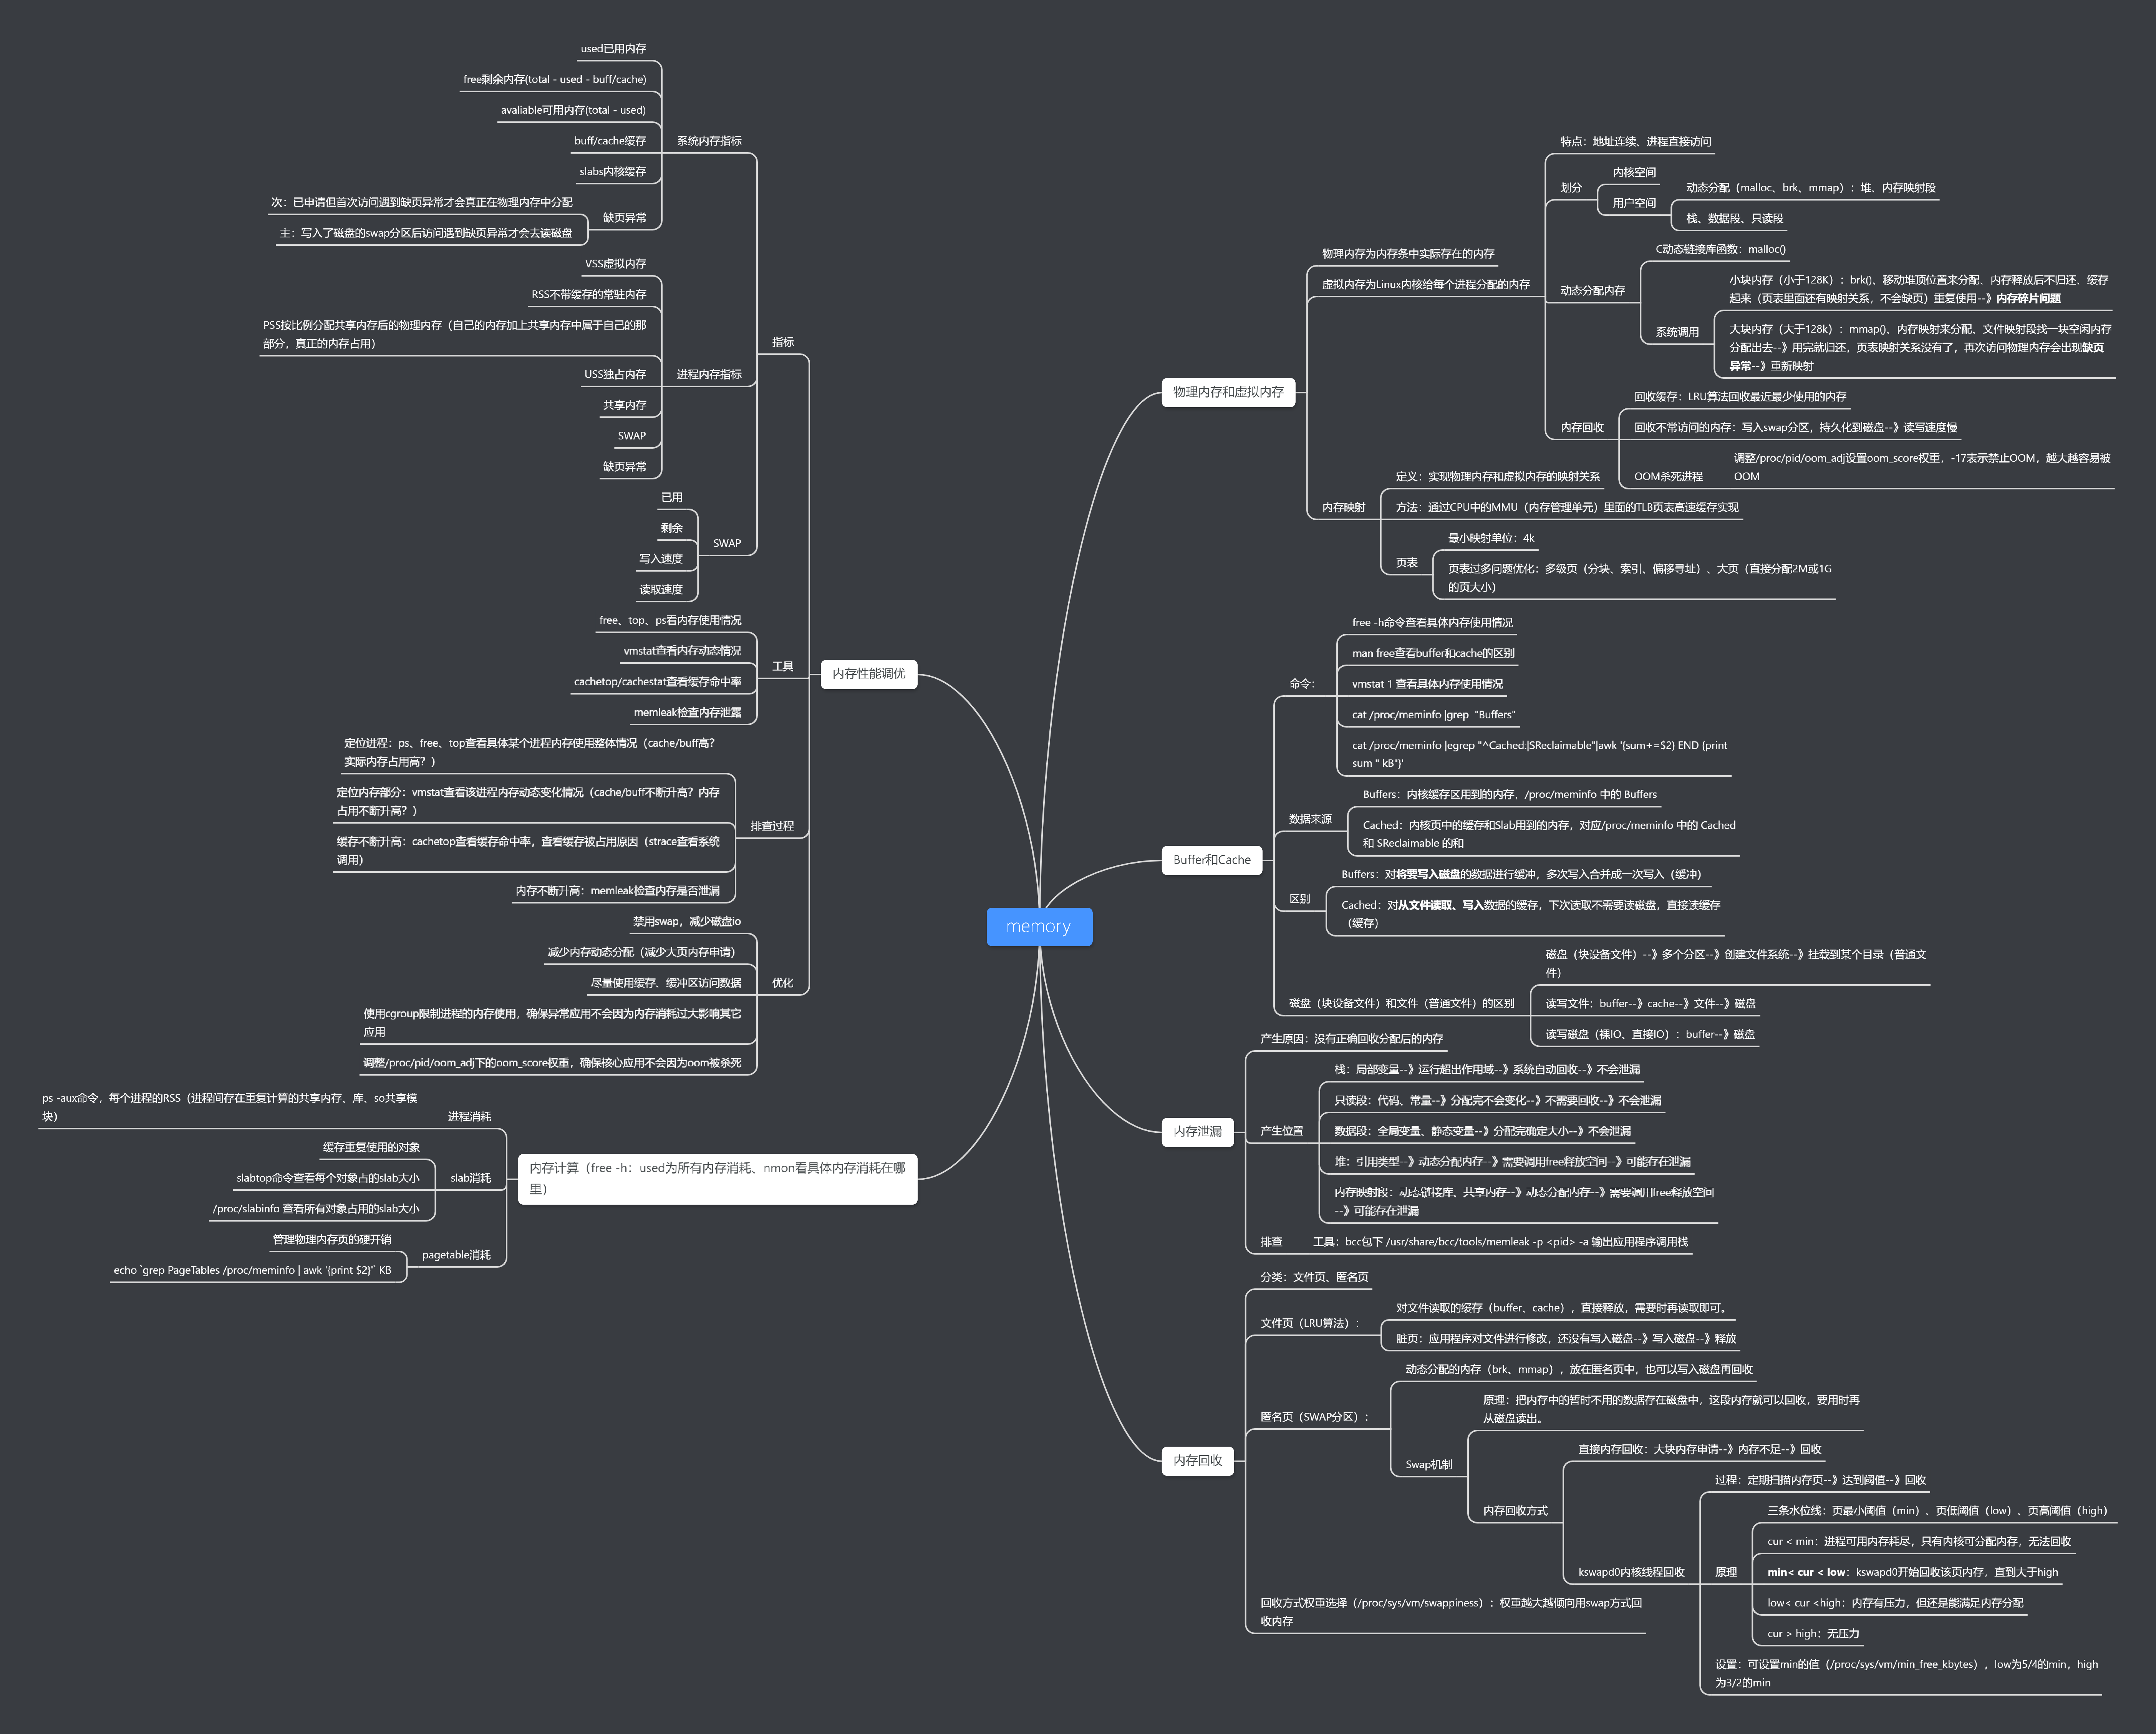 memory
物理内存和虚拟内存
物理内存为内存条中实际存在的内存
虚拟内存为Linux内核给每个进程分配的内存
特点：地址连续、进程直接访问
划分
内核空间
用户空间
动态分配（malloc、brk、mmap）：堆、内存映射段
栈、数据段、只读段
动态分配内存
C动态链接库函数：malloc()
系统调用
小块内存（小于128K）：brk()、移动堆顶位置来分配、内存释放后不归还、缓存
起来（页表里面还有映射关系，不会缺页）重复使用--》内存碎片问题
大块内存（大于128k）：mmap()、内存映射来分配、文件映射段找一块空闲内存
分配出去--》用完就归还，页表映射关系没有了，再次访问物理内存会出现缺页
异常--》重新映射
内存回收
回收缓存：LRU算法回收最近最少使用的内存
回收不常访问的内存：写入swap分区，持久化到磁盘--》读写速度慢
OOM杀死进程
调整/proc/pid/oom_adj设置oom_score权重，-17表示禁止OOM，越大越容易被
OOM
内存映射
定义：实现物理内存和虚拟内存的映射关系
方法：通过CPU中的MMU（内存管理单元）里面的TLB页表高速缓存实现
页表
最小映射单位：4k
页表过多问题优化：多级页（分块、索引、偏移寻址）、大页（直接分配2M或1G
的页大小）
Buffer和Cache
命令：
free -h命令查看具体内存使用情况
man free查看buffer和cache的区别
vmstat 1 查看具体内存使用情况
cat /proc/meminfo |grep  "Buffers"
cat /proc/meminfo |egrep "^Cached:|SReclaimable"|awk '{sum+=$2} END {print
sum " kB"}'
数据来源
Buffers：内核缓存区用到的内存，/proc/meminfo 中的 Buffers
Cached：内核页中的缓存和Slab用到的内存，对应/proc/meminfo 中的 Cached
和 SReclaimable 的和
区别
Buffers：对将要写入磁盘的数据进行缓冲，多次写入合并成一次写入（缓冲）
Cached：对从文件读取、写入数据的缓存，下次读取不需要读磁盘，直接读缓存
（缓存）
磁盘（块设备文件）和文件（普通文件）的区别
磁盘（块设备文件）--》多个分区--》创建文件系统--》挂载到某个目录（普通文
件）
读写文件：buffer--》cache--》文件--》磁盘
读写磁盘（裸IO、直接IO）：buffer--》磁盘
内存泄漏
产生原因：没有正确回收分配后的内存
产生位置
栈：局部变量--》运行超出作用域--》系统自动回收--》不会泄漏
只读段：代码、常量--》分配完不会变化--》不需要回收--》不会泄漏
数据段：全局变量、静态变量--》分配完确定大小--》不会泄漏
堆：引用类型--》动态分配内存--》需要调用free释放空间--》可能存在泄漏
内存映射段：动态链接库、共享内存--》动态分配内存--》需要调用free释放空间
--》可能存在泄漏
排查
工具：bcc包下 /usr/share/bcc/tools/memleak -p <pid> -a 输出应用程序调用栈
内存回收
分类：文件页、匿名页
文件页（LRU算法）：
对文件读取的缓存（buffer、cache），直接释放，需要时再读取即可。
脏页：应用程序对文件进行修改，还没有写入磁盘--》写入磁盘--》释放
匿名页（SWAP分区）：
动态分配的内存（brk、mmap），放在匿名页中，也可以写入磁盘再回收
Swap机制
原理：把内存中的暂时不用的数据存在磁盘中，这段内存就可以回收，要用时再
从磁盘读出。
内存回收方式
直接内存回收：大块内存申请--》内存不足--》回收
kswapd0内核线程回收
过程：定期扫描内存页--》达到阈值--》回收
原理
三条水位线：页最小阈值（min）、页低阈值（low）、页高阈值（high）
cur < min：进程可用内存耗尽，只有内核可分配内存，无法回收
min< cur < low：kswapd0开始回收该页内存，直到大于high
low< cur <high：内存有压力，但还是能满足内存分配
cur > high：无压力
设置：可设置min的值（/proc/sys/vm/min_free_kbytes），low为5/4的min，high
为3/2的min
回收方式权重选择（/proc/sys/vm/swappiness）：权重越大越倾向用swap方式回
收内存
内存性能调优
指标
系统内存指标
used已用内存
free剩余内存(total - used - buff/cache)
avaliable可用内存(total - used)
buff/cache缓存
slabs内核缓存
缺页异常
次：已申请但首次访问遇到缺页异常才会真正在物理内存中分配
主：写入了磁盘的swap分区后访问遇到缺页异常才会去读磁盘
进程内存指标
VSS虚拟内存
RSS不带缓存的常驻内存
PSS按比例分配共享内存后的物理内存（自己的内存加上共享内存中属于自己的那
部分，真正的内存占用）
USS独占内存
共享内存
SWAP
缺页异常
SWAP
已用
剩余
写入速度
读取速度
工具
free、top、ps看内存使用情况
vmstat查看内存动态情况
cachetop/cachestat查看缓存命中率
memleak检查内存泄露
排查过程
定位进程：ps、free、top查看具体某个进程内存使用整体情况（cache/buff高？
实际内存占用高？）
定位内存部分：vmstat查看该进程内存动态变化情况（cache/buff不断升高？内存
占用不断升高？）
缓存不断升高：cachetop查看缓存命中率，查看缓存被占用原因（strace查看系统
调用）
内存不断升高：memleak检查内存是否泄漏
优化
禁用swap，减少磁盘io
减少内存动态分配（减少大页内存申请）
尽量使用缓存、缓冲区访问数据
使用cgroup限制进程的内存使用，确保异常应用不会因为内存消耗过大影响其它
应用
调整/proc/pid/oom_adj下的oom_score权重，确保核心应用不会因为oom被杀死
内存计算（free -h：used为所有内存消耗、nmon看具体内存消耗在哪
里）
进程消耗
ps -aux命令，每个进程的RSS（进程间存在重复计算的共享内存、库、so共享模
块）
slab消耗
缓存重复使用的对象
slabtop命令查看每个对象占的slab大小
/proc/slabinfo 查看所有对象占用的slab大小
pagetable消耗
管理物理内存页的硬开销
echo `grep PageTables /proc/meminfo | awk '{print $2}'` KB